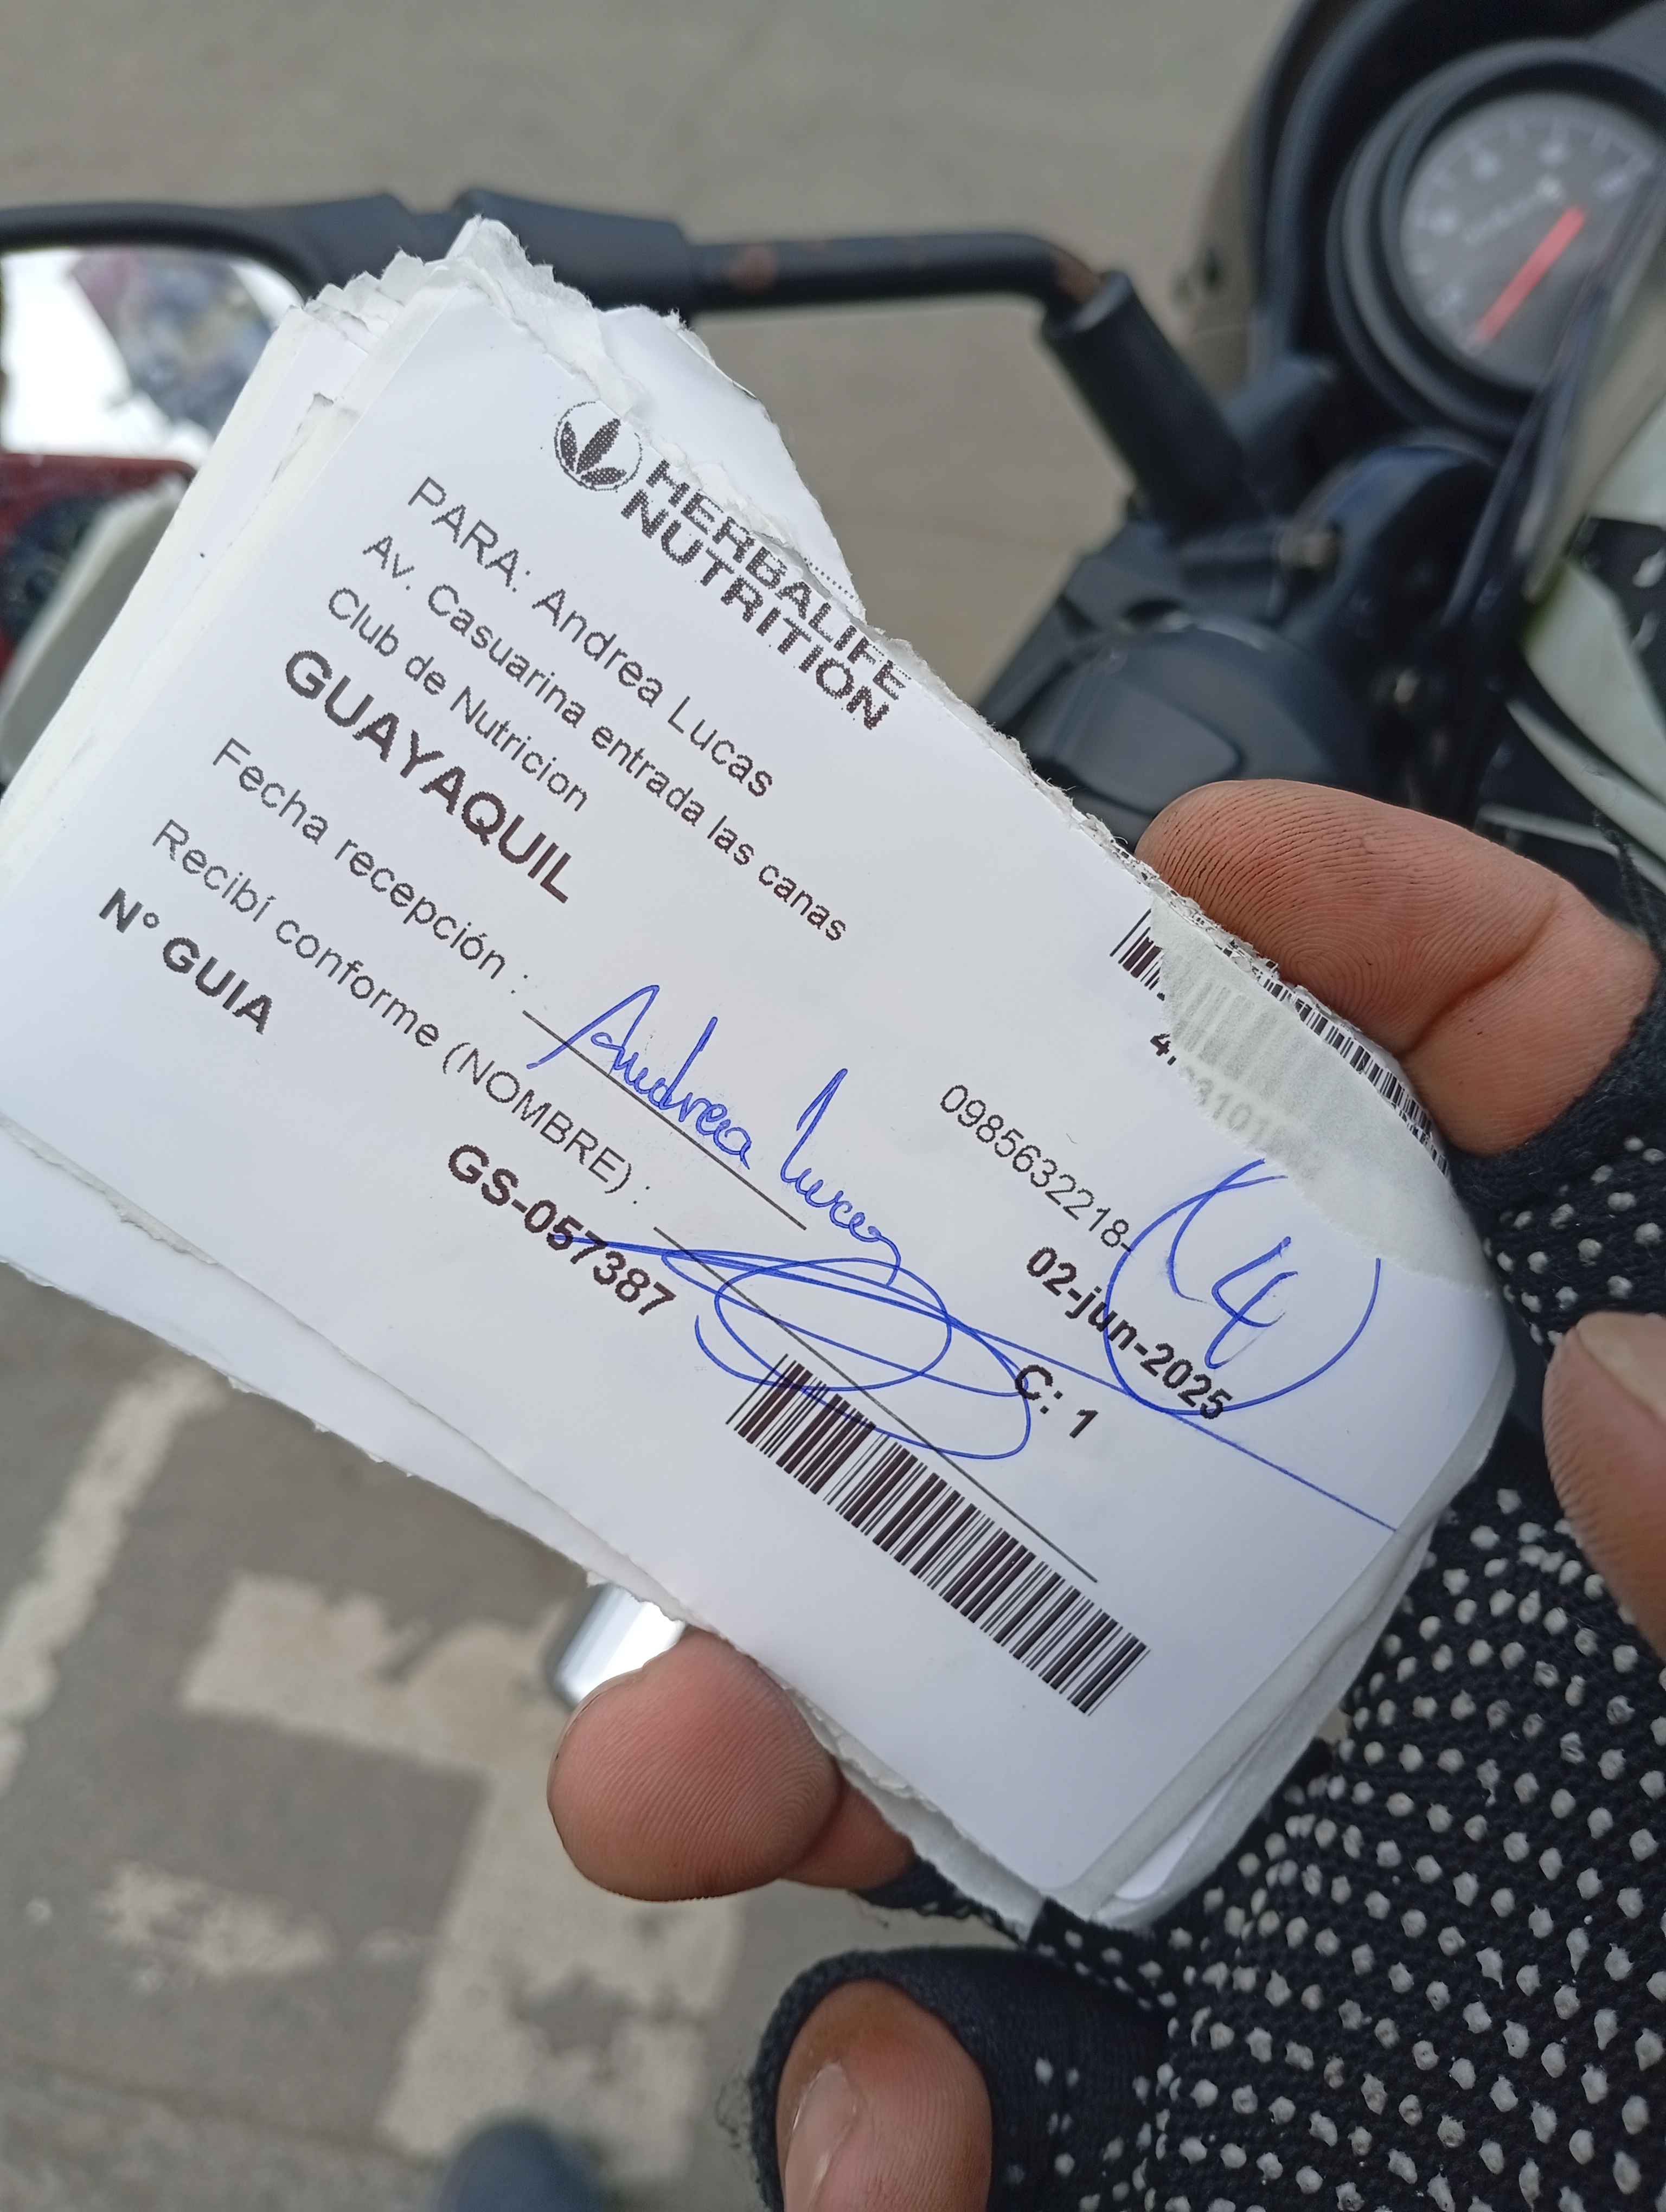 HERBALIFE
NUTRITION
PARA: Andrea Lucas
Av. Casuarina entrada las canas
Club de Nutricion
0985632218-
GUAYAQUIL
02-jun-2025
14
Fecha recepción :
Andrea Lucas
Recibí conforme (NOMBRE) :
C: 1
N° GUIA
GS-057387